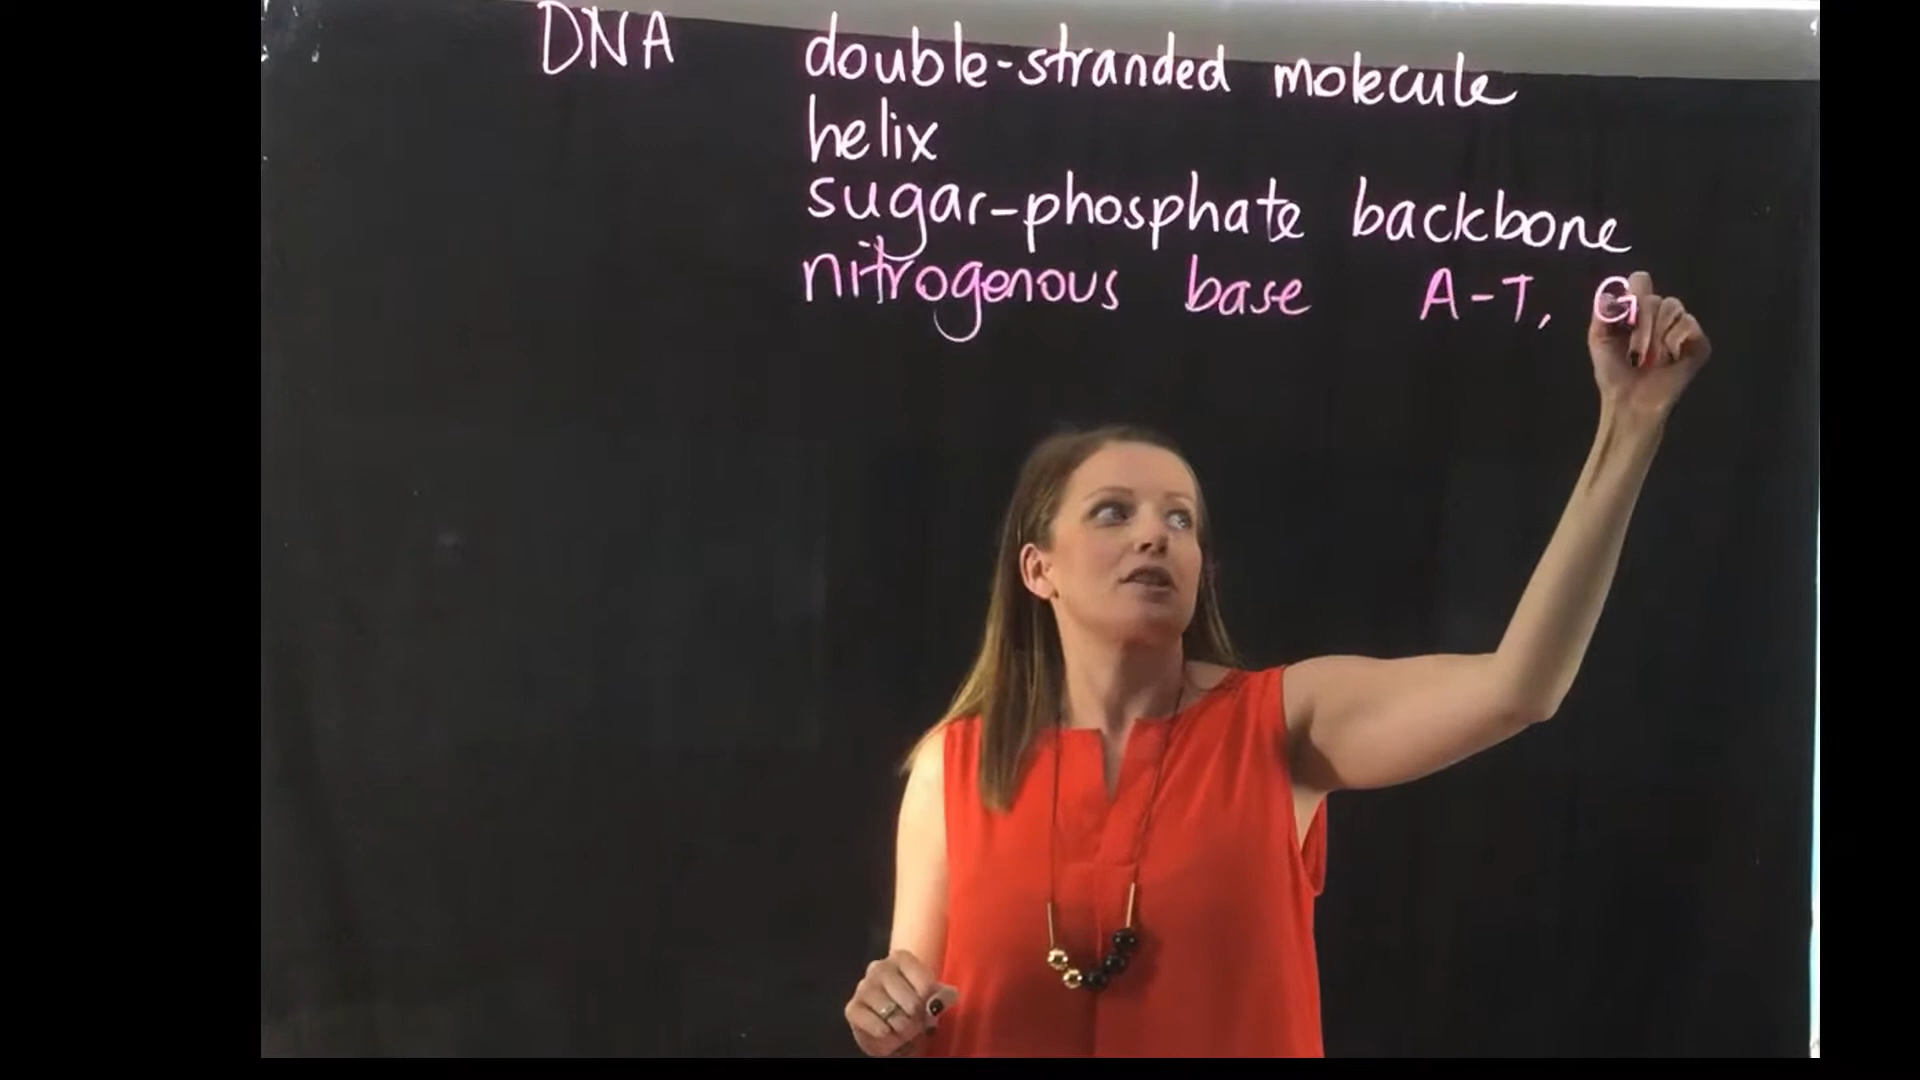 DNA double-stranded molecule
helix
sugar-phosphate backbone
nitrogenous base A-T, G